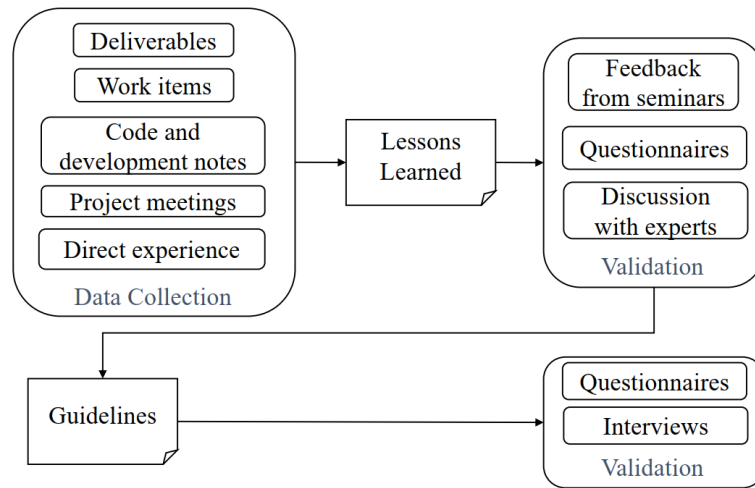 Deliverables
Work items
Code and
development notes
Project meetings
Direct experience
Data Collection
Lessons
Learned
Feedback
from seminars
Questionnaires
Discussion
with experts
Validation
Guidelines
Questionnaires
Interviews
Validation